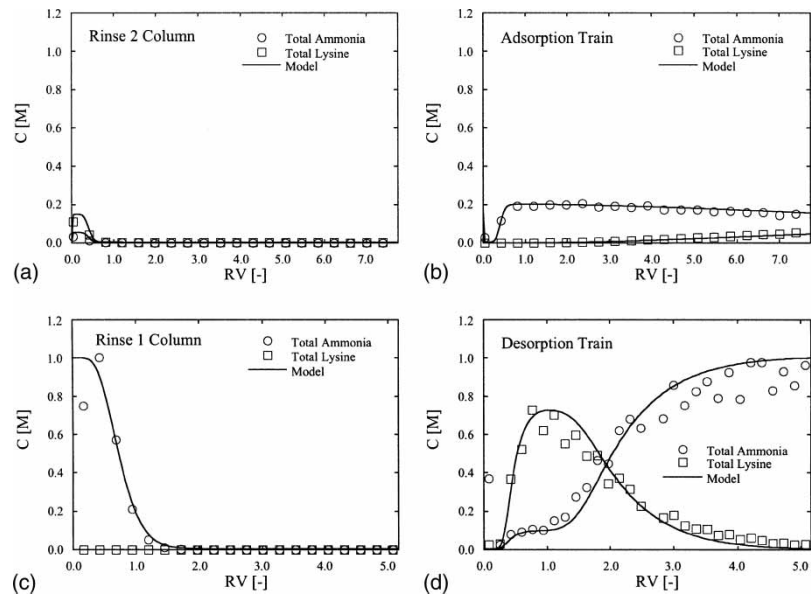 Rinse 2 Column
Total Ammonia
Total Lysine
Model
C [M]
1.2
1.0
0.8
0.6
0.4
0.2
0.0
0.0 1.0 2.0 3.0 4.0 5.0 6.0 7.0
RV [-]
(a)
Adsorption Train
Total Ammonia
Total Lysine
Model
C [M]
1.2
1.0
0.8
0.6
0.4
0.2
0.0
0.0 1.0 2.0 3.0 4.0 5.0 6.0 7.0
RV [-]
(b)
Rinse 1 Column
Total Ammonia
Total Lysine
Model
C [M]
1.2
1.0
0.8
0.6
0.4
0.2
0.0
0.0 1.0 2.0 3.0 4.0 5.0
RV [-]
(c)
Desorption Train
Total Ammonia
Total Lysine
Model
C [M]
1.2
1.0
0.8
0.6
0.4
0.2
0.0
0.0 1.0 2.0 3.0 4.0 5.0
RV [-]
(d)